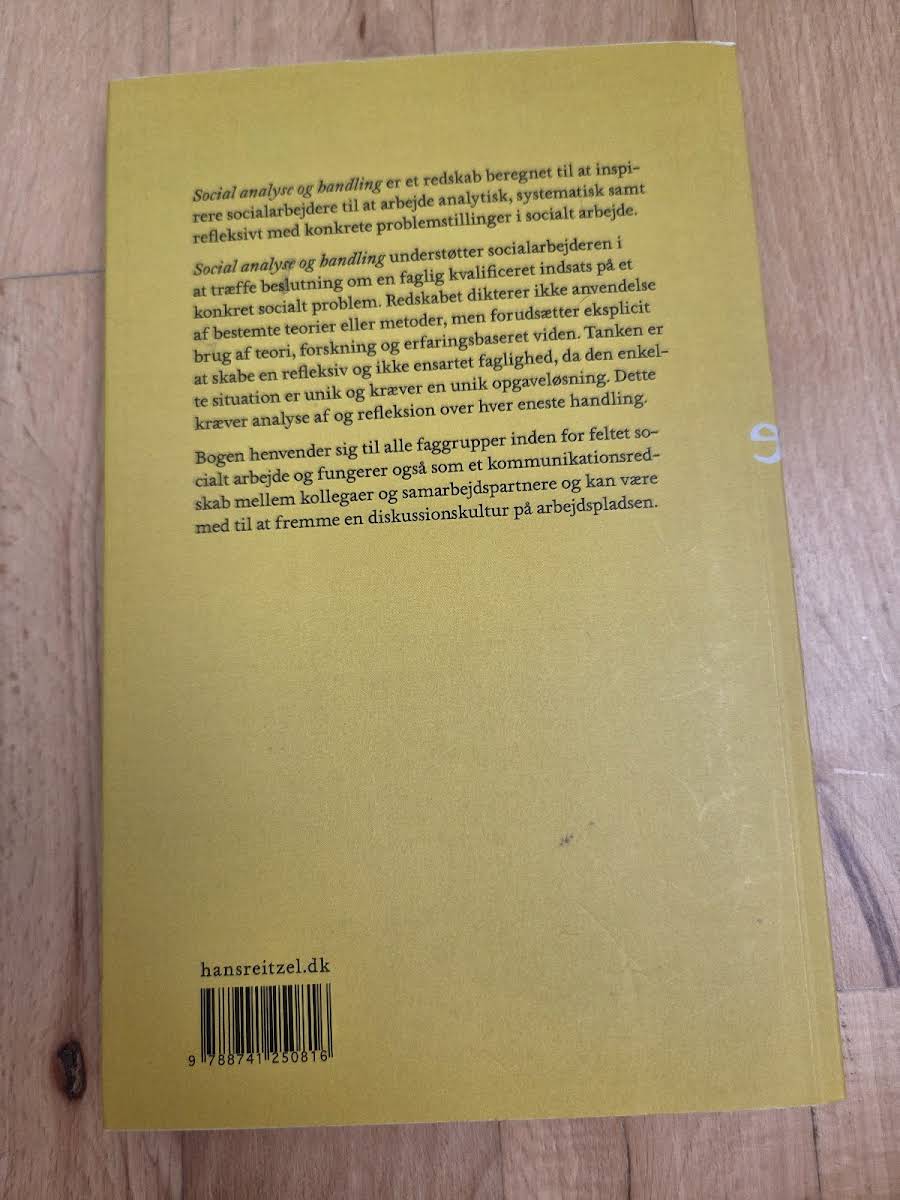 Social analyse og handling er et redskab beregnet til at inspi-
rere socialarbejdere til at arbejde analytisk, systematisk samt
refleksivt med konkrete problemstillinger i socialt arbejde.
Social analyse og handling understøtter socialarbejderen i
at træffe beslutning om en faglig kvalificeret indsats på et
konkret socialt problem. Redskabet dikterer ikke anvendelse
af bestemte teorier eller metoder, men forudsætter eksplicit
brug af teori, forskning og erfaringsbaseret viden. Tanken er
at skabe en refleksiv og ikke ensartet faglighed, da den enkel-
te situation er unik og kræver en unik opgaveløsning. Dette
kræver analyse af og refleksion over hver eneste handling.
Bogen henvender sig til alle faggrupper inden for feltet so-
cialt arbejde og fungerer også som et kommunikationsred-
skab mellem kollegaer og samarbejdspartnere og kan være
med til at fremme en diskussionskultur på arbejdspladsen.
hansreitzel.dk
9 788741 250816